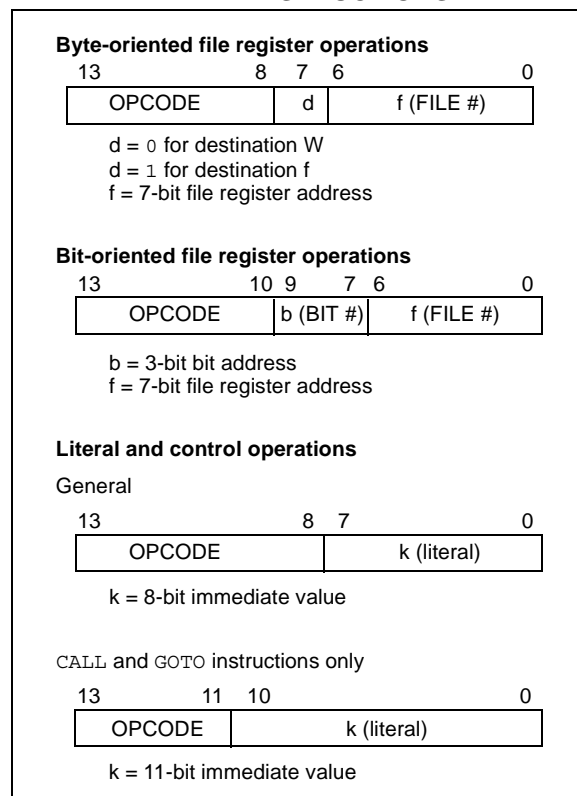 Byte-oriented file register operations
13 8 7 6 0
OPCODE d f (FILE #)
d = 0 for destination W
d = 1 for destination f
f = 7-bit file register address
Bit-oriented file register operations
13 10 9 7 6 0
OPCODE b (BIT #) f (FILE #)
b = 3-bit bit address
f = 7-bit file register address
Literal and control operations
General
13 8 7 0
OPCODE k (literal)
k = 8-bit immediate value
CALL and GOTO instructions only
13 11 10 0
OPCODE k (literal)
k = 11-bit immediate value